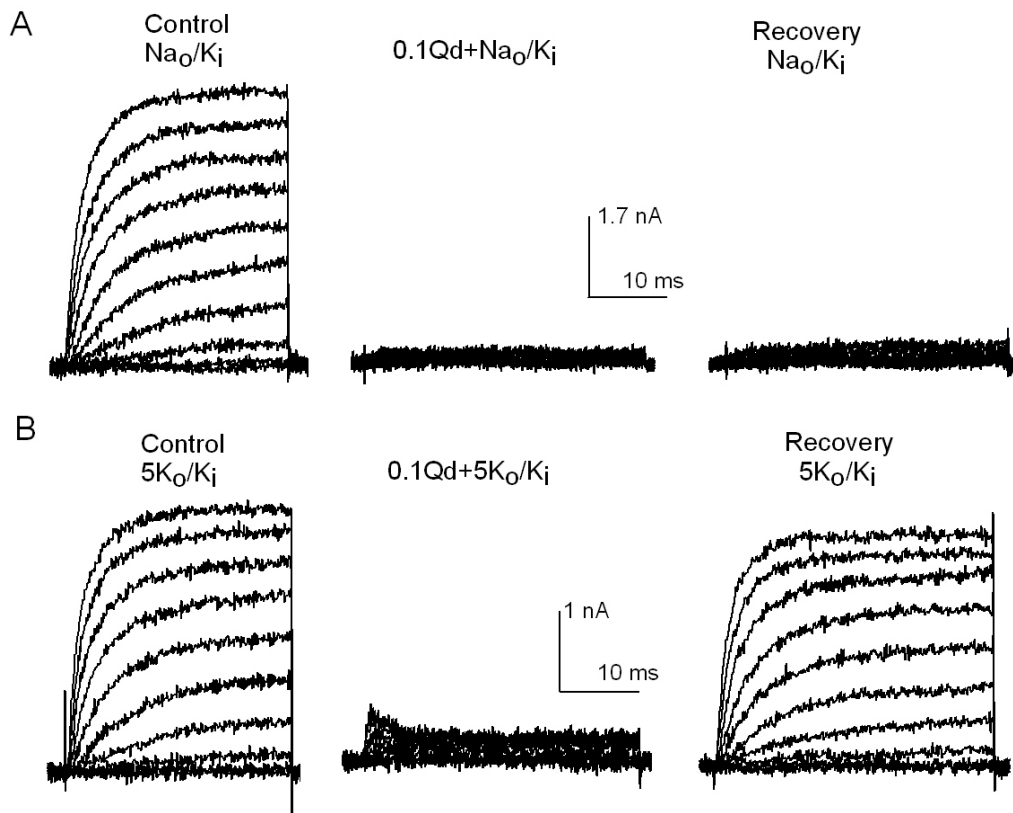 A
Control
Nao/Ki
0.1Qd+Nao/Ki
Recovery
Nao/Ki
1.7 nA
10 ms
B
Control
5Ko/Ki
0.1Qd+5Ko/Ki
Recovery
5Ko/Ki
1 nA
10 ms